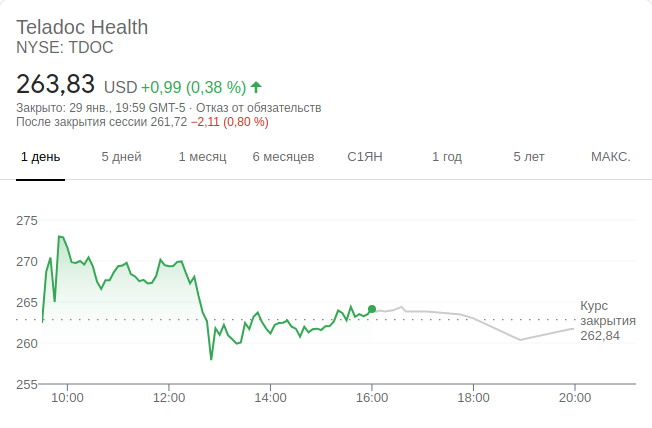 Teladoc Health
NYSE: TDOC
263,83 USD +0,99 (0,38 %)
Закрыто: 29 янв., 19:59 GMT-5 · Отказ от обязательств
После закрытия сессии 261,72 −2,11 (0,80 %)
1 день 5 дней 1 месяц 6 месяцев С1ЯН 1 год 5 лет МАКС.
275
270
265
260
255
Курс
закрытия
262,84
10:00 12:00 14:00 16:00 18:00 20:00